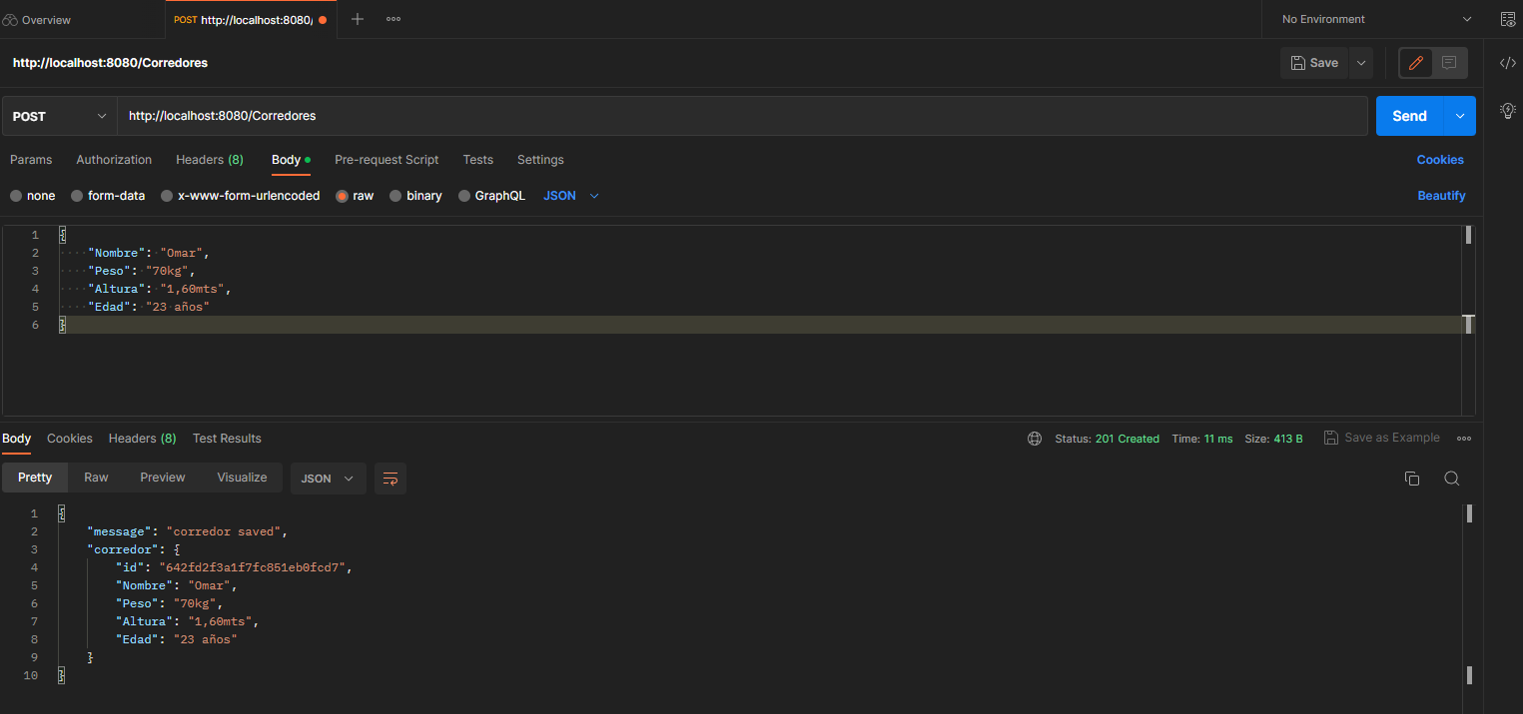 Overview
POST http://localhost:8080/
No Environment
http://localhost:8080/Corredores
Save
POST
http://localhost:8080/Corredores
Send
Params Authorization Headers (8) Body Pre-request Script Tests Settings Cookies
none form-data x-www-form-urlencoded raw binary GraphQL JSON Beautify
1 {
2 "Nombre": "Omar",
3 "Peso": "70kg",
4 "Altura": "1,60mts",
5 "Edad": "23 años"
6 }
Body Cookies Headers (8) Test Results Status: 201 Created Time: 11 ms Size: 413 B Save as Example
Pretty Raw Preview Visualize JSON
1 {
2 "message": "corredor saved",
3 "corredor": {
4 "id": "642fd2f3a1f7fc851eb0fcd7",
5 "Nombre": "Omar",
6 "Peso": "70kg",
7 "Altura": "1,60mts",
8 "Edad": "23 años"
9 }
10 }